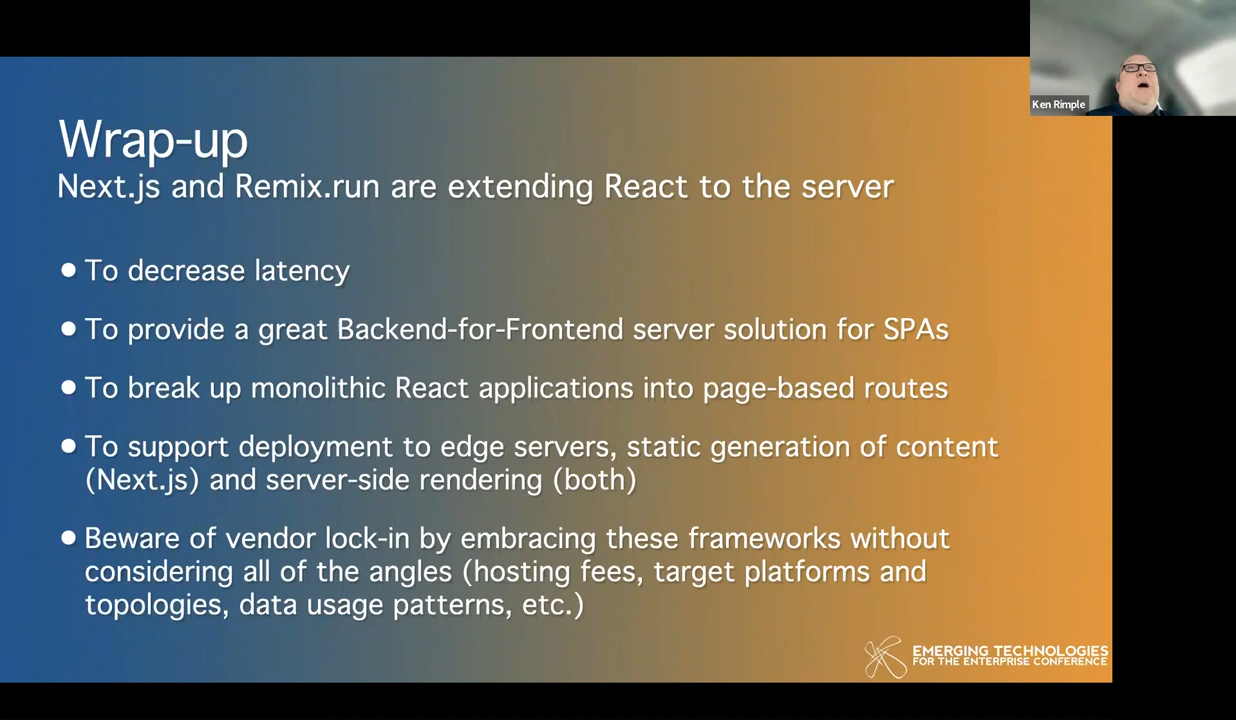 Ken Rimple
Wrap-up
Next.js and Remix.run are extending React to the server
To decrease latency
To provide a great Backend-for-Frontend server solution for SPAs
To break up monolithic React applications into page-based routes
To support deployment to edge servers, static generation of content
(Next.js) and server-side rendering (both)
Beware of vendor lock-in by embracing these frameworks without
considering all of the angles (hosting fees, target platforms and
topologies, data usage patterns, etc.)
EMERGING TECHNOLOGIES
FOR THE ENTERPRISE CONFERENCE